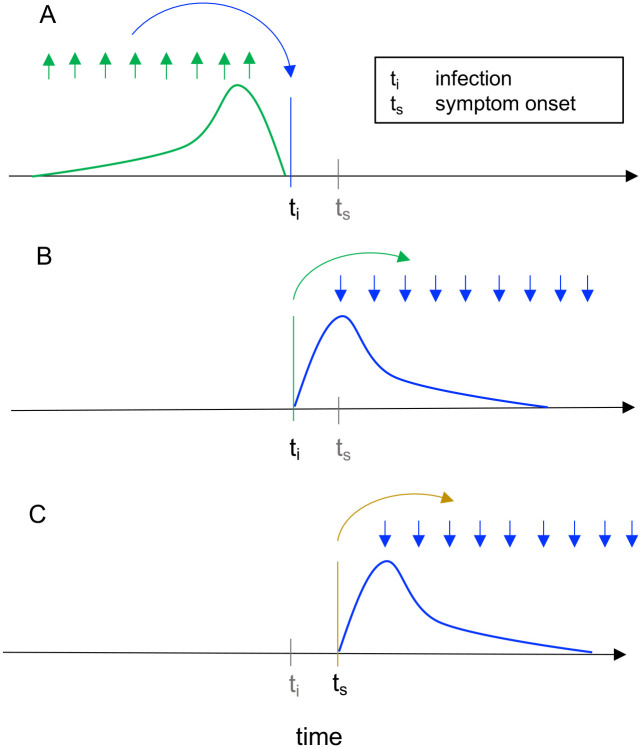 A
tᵢ infection
tₛ symptom onset
tᵢ tₛ
B
tᵢ tₛ
C
tᵢ tₛ
time